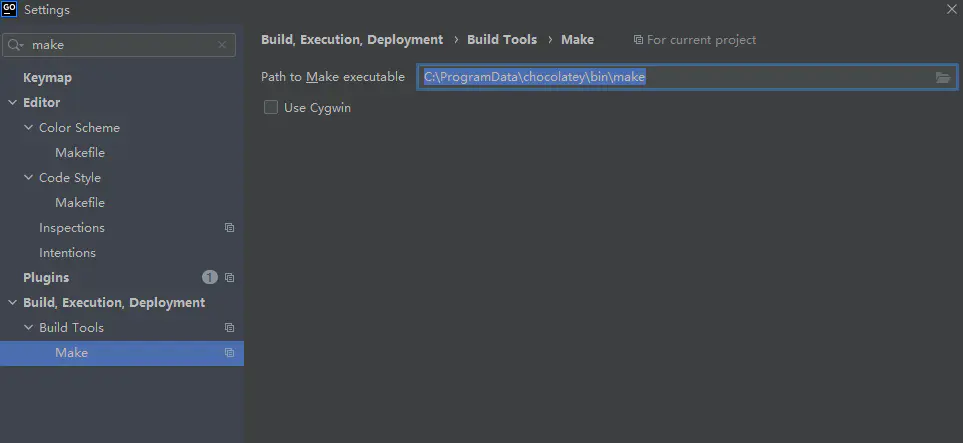 GO Settings
make
Keymap
Editor
Color Scheme
Makefile
Code Style
Makefile
Inspections
Intentions
Plugins 1
Build, Execution, Deployment
Build Tools
Make
Build, Execution, Deployment › Build Tools › Make For current project
Path to Make executable C:\ProgramData\chocolatey\bin\make
Use Cygwin